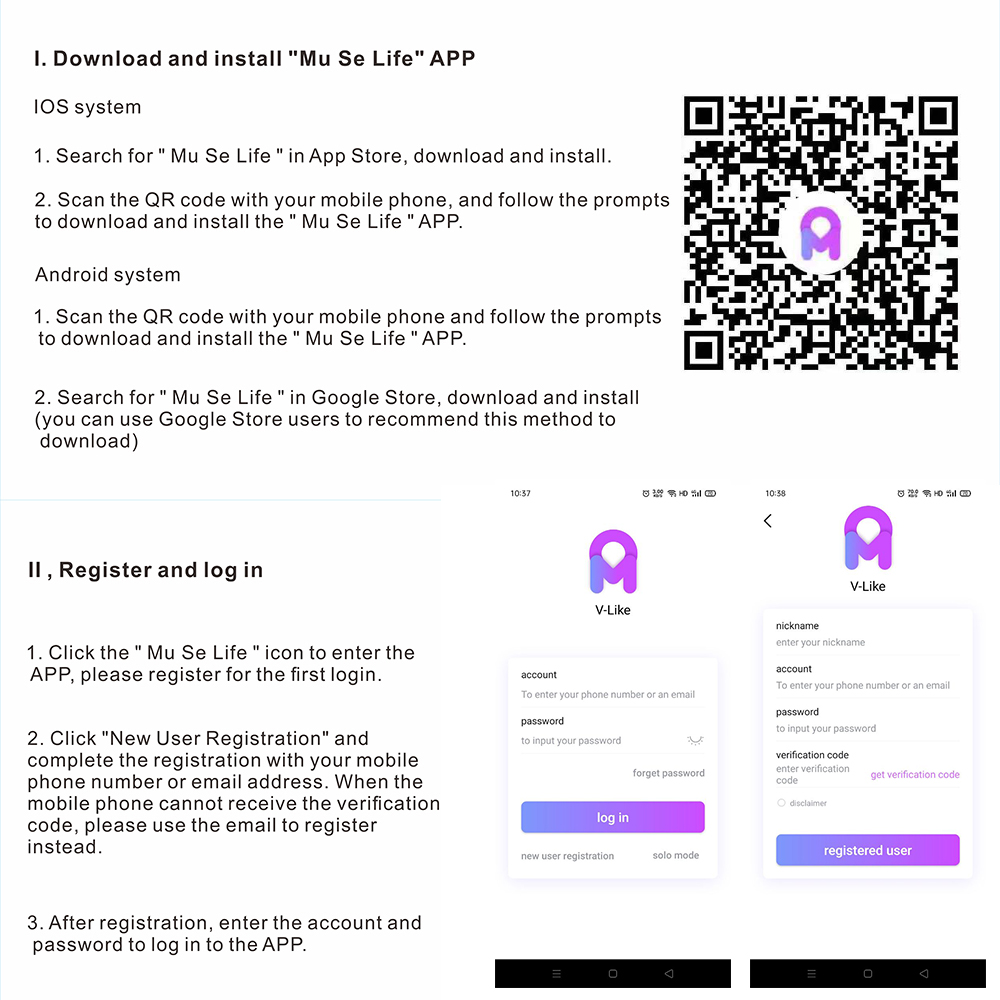 I. Download and install "Mu Se Life" APP
IOS system
1. Search for " Mu Se Life " in App Store, download and install.
2. Scan the QR code with your mobile phone, and follow the prompts
to download and install the " Mu Se Life " APP.
Android system
1. Scan the QR code with your mobile phone and follow the prompts
to download and install the " Mu Se Life " APP.
2. Search for " Mu Se Life " in Google Store, download and install
(you can use Google Store users to recommend this method to
download)
II , Register and log in
1. Click the " Mu Se Life " icon to enter the
APP, please register for the first login.
2. Click "New User Registration" and
complete the registration with your mobile
phone number or email address. When the
mobile phone cannot receive the verification
code, please use the email to register
instead.
3. After registration, enter the account and
password to log in to the APP.
10:37
HD
V-Like
account
To enter your phone number or an email
password
to input your password
forget password
log in
new user registration solo mode
10:38
HD
V-Like
nickname
enter your nickname
account
To enter your phone number or an email
password
to input your password
verification code
enter verification
code
get verification code
disclaimer
registered user